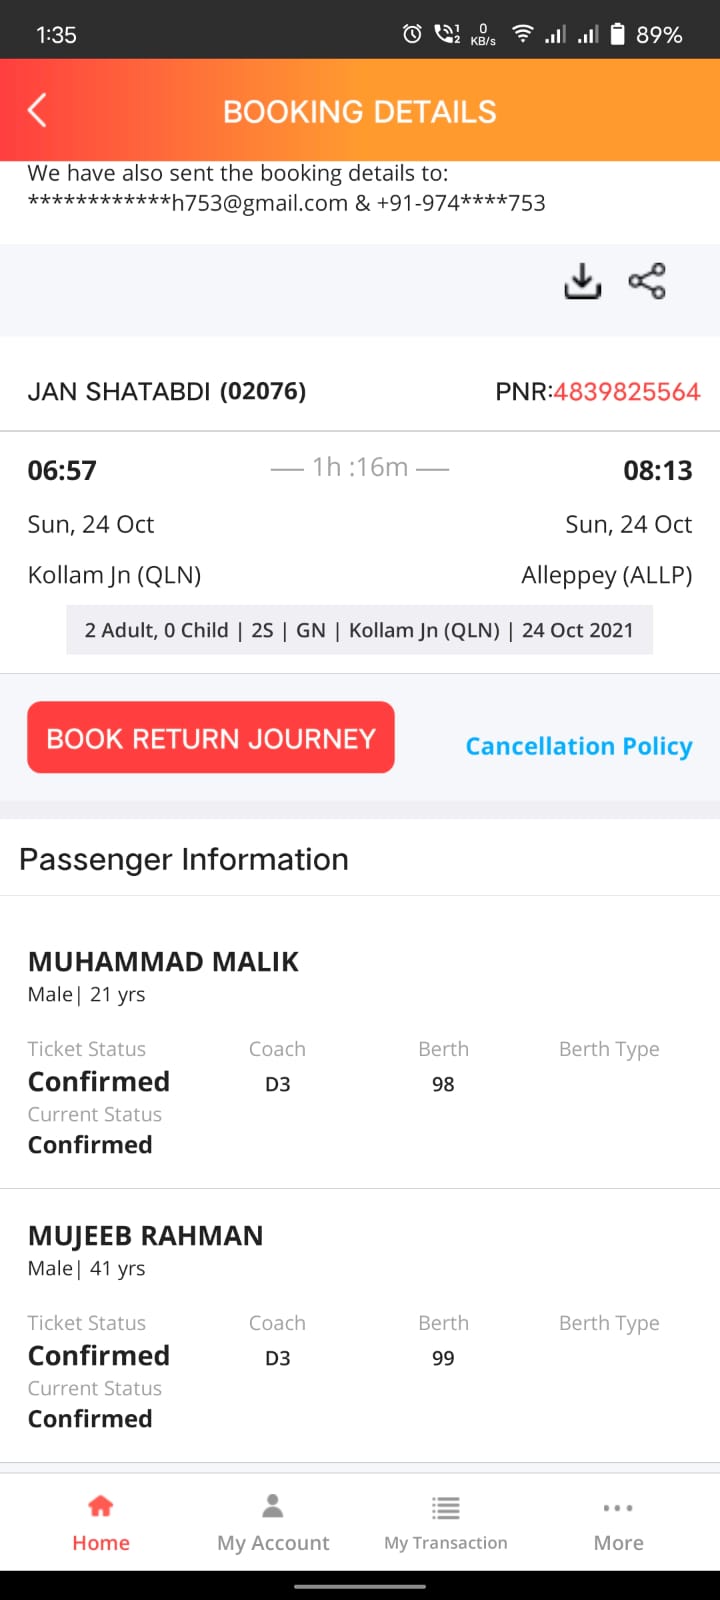 1:35
1
2
0
KB/s
89%
BOOKING DETAILS
We have also sent the booking details to:
************h753@gmail.com & +91-974****753
JAN SHATABDI (02076) PNR:4839825564
06:57 1h :16m 08:13
Sun, 24 Oct Sun, 24 Oct
Kollam Jn (QLN) Alleppey (ALLP)
2 Adult, 0 Child | 2S | GN | Kollam Jn (QLN) | 24 Oct 2021
BOOK RETURN JOURNEY Cancellation Policy
Passenger Information
MUHAMMAD MALIK
Male| 21 yrs
Ticket Status Coach Berth Berth Type
Confirmed D3 98
Current Status
Confirmed
MUJEEB RAHMAN
Male| 41 yrs
Ticket Status Coach Berth Berth Type
Confirmed D3 99
Current Status
Confirmed
Home My Account My Transaction More